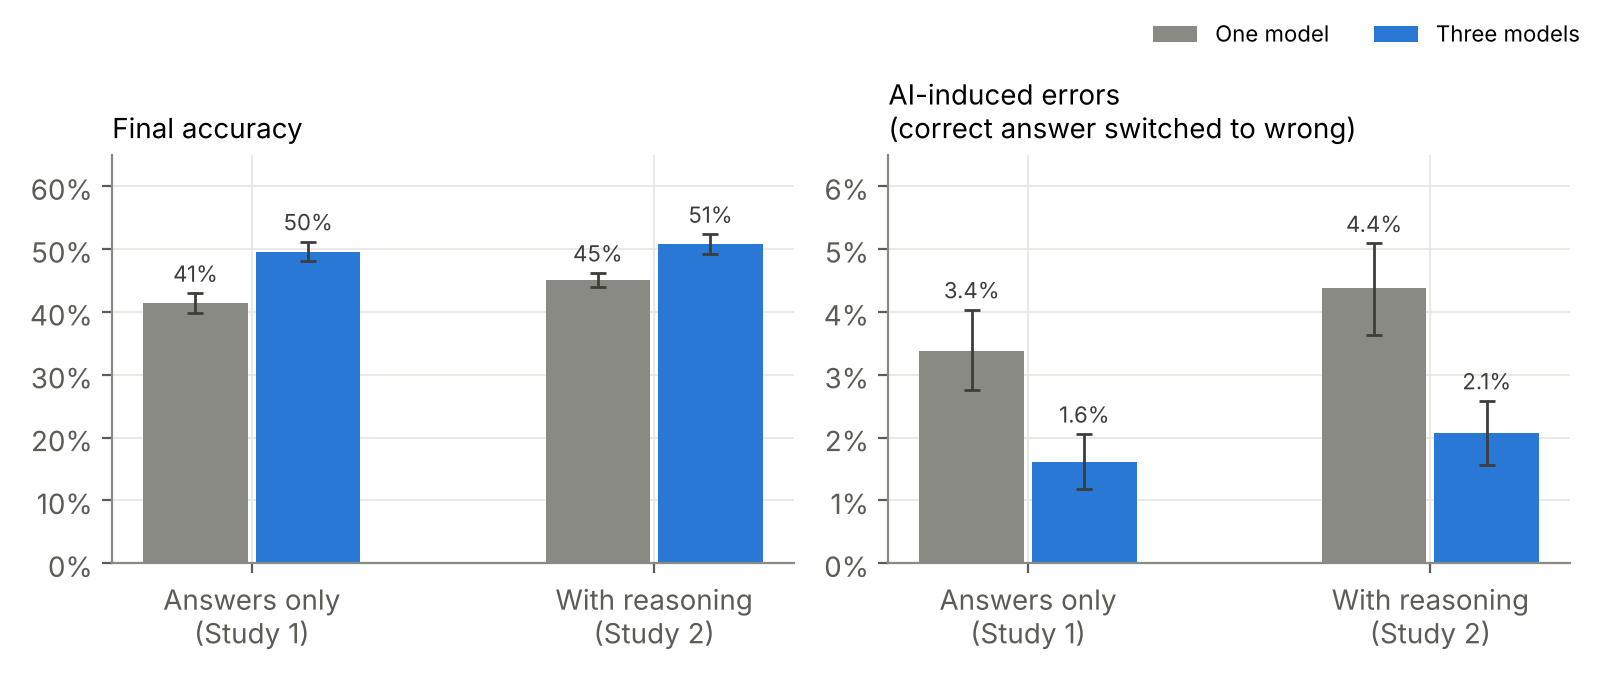 One model
Three models
Final accuracy
60%
50%
40%
30%
20%
10%
0%
41%
50%
45%
51%
Answers only
(Study 1)
With reasoning
(Study 2)
AI-induced errors
(correct answer switched to wrong)
6%
5%
4%
3%
2%
1%
0%
3.4%
1.6%
4.4%
2.1%
Answers only
(Study 1)
With reasoning
(Study 2)